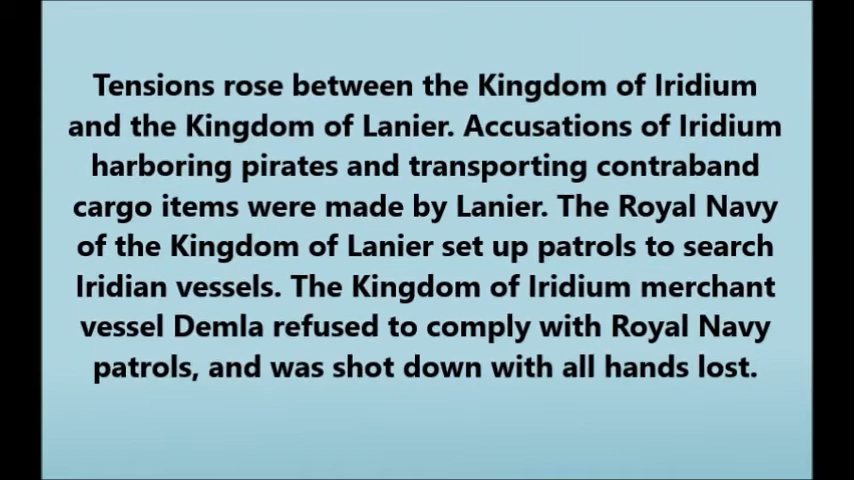 Tensions rose between the Kingdom of Iridium
and the Kingdom of Lanier. Accusations of Iridium
harboring pirates and transporting contraband
cargo items were made by Lanier. The Royal Navy
of the Kingdom of Lanier set up patrols to search
Iridian vessels. The Kingdom of Iridium merchant
vessel Demla refused to comply with Royal Navy
patrols, and was shot down with all hands lost.